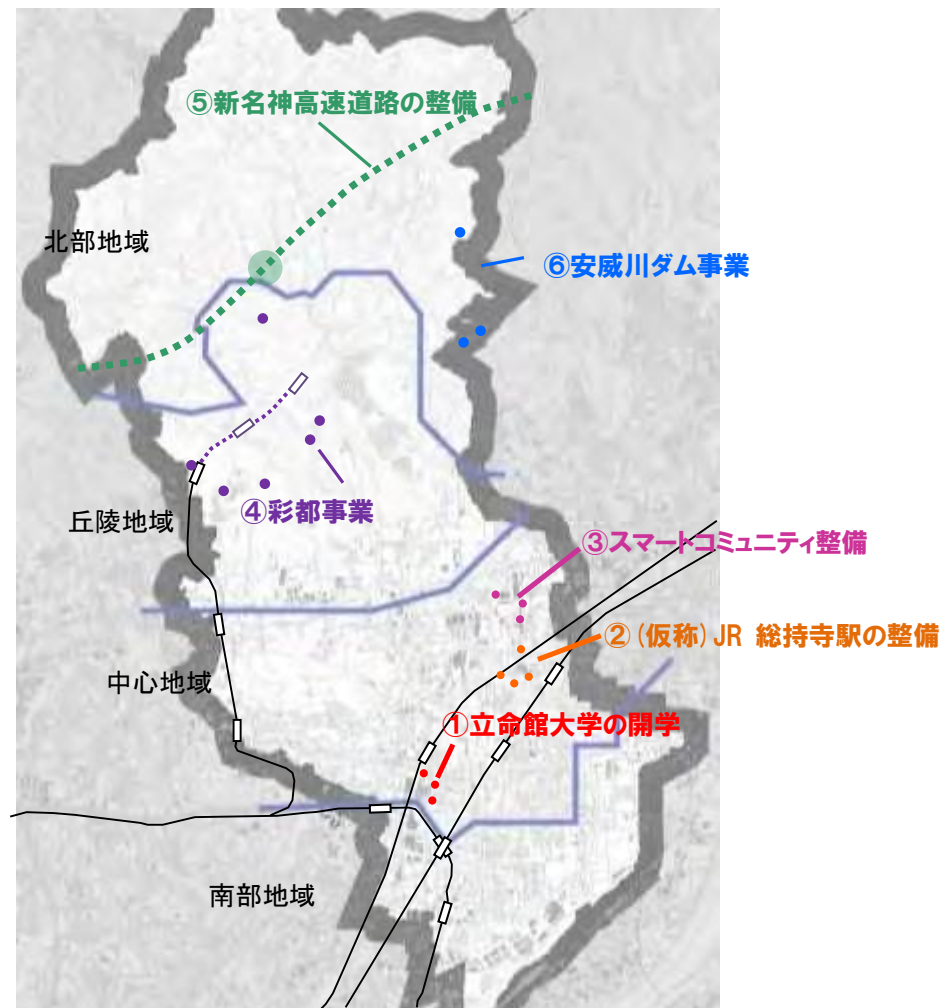 ⑤新名神高速道路の整備
北部地域
⑥安威川ダム事業
④彩都事業
丘陵地域
③スマートコミュニティ整備
②(仮称)JR 総持寺駅の整備
中心地域
①立命館大学の開学
南部地域